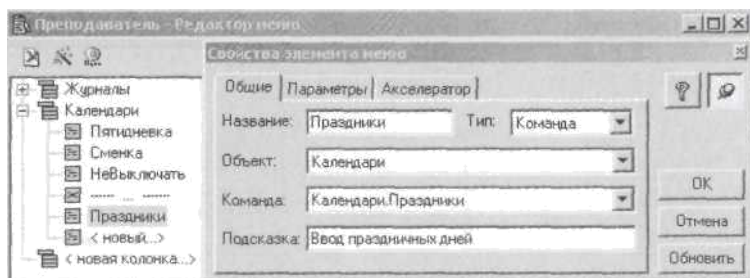 Преподаватель - Редактор меню
Свойства элемента меню
Журналы
Календари
Пятидневка
Сменка
НеВыключать
------ ... ------
Праздники
< новый...>
< новая колонка...>
Общие Параметры Акселератор
Название: Праздники Тип: Команда
Объект: Календари
Команда: Календари.Праздники
Подсказка: Ввод праздничных дней
OK
Отмена
Обновить